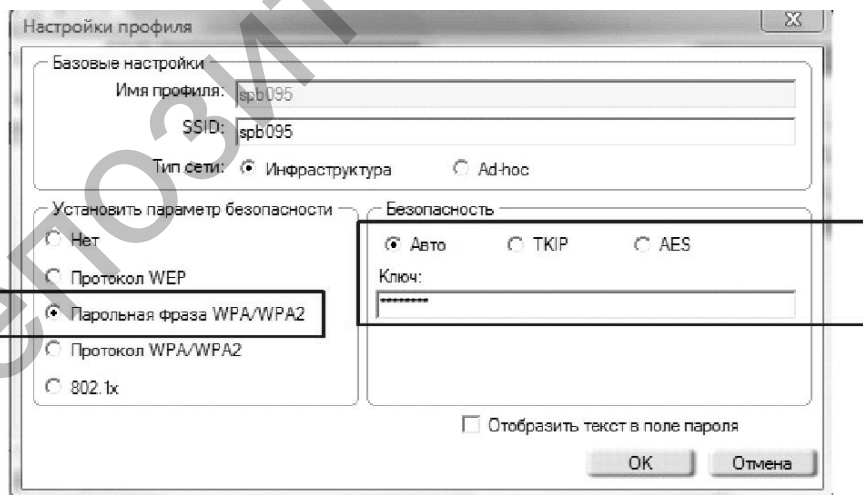 Настройки профиля
Базовые настройки
Имя профиля: spb095
SSID: spb095
Тип сети: Инфраструктура Ad-hoc
Установить параметр безопасности
Нет
Протокол WEP
Парольная фраза WPA/WPA2
Протокол WPA/WPA2
802.1x
Безопасность
Авто TKIP AES
Ключ:
********
Отобразить текст в поле пароля
OK Отмена